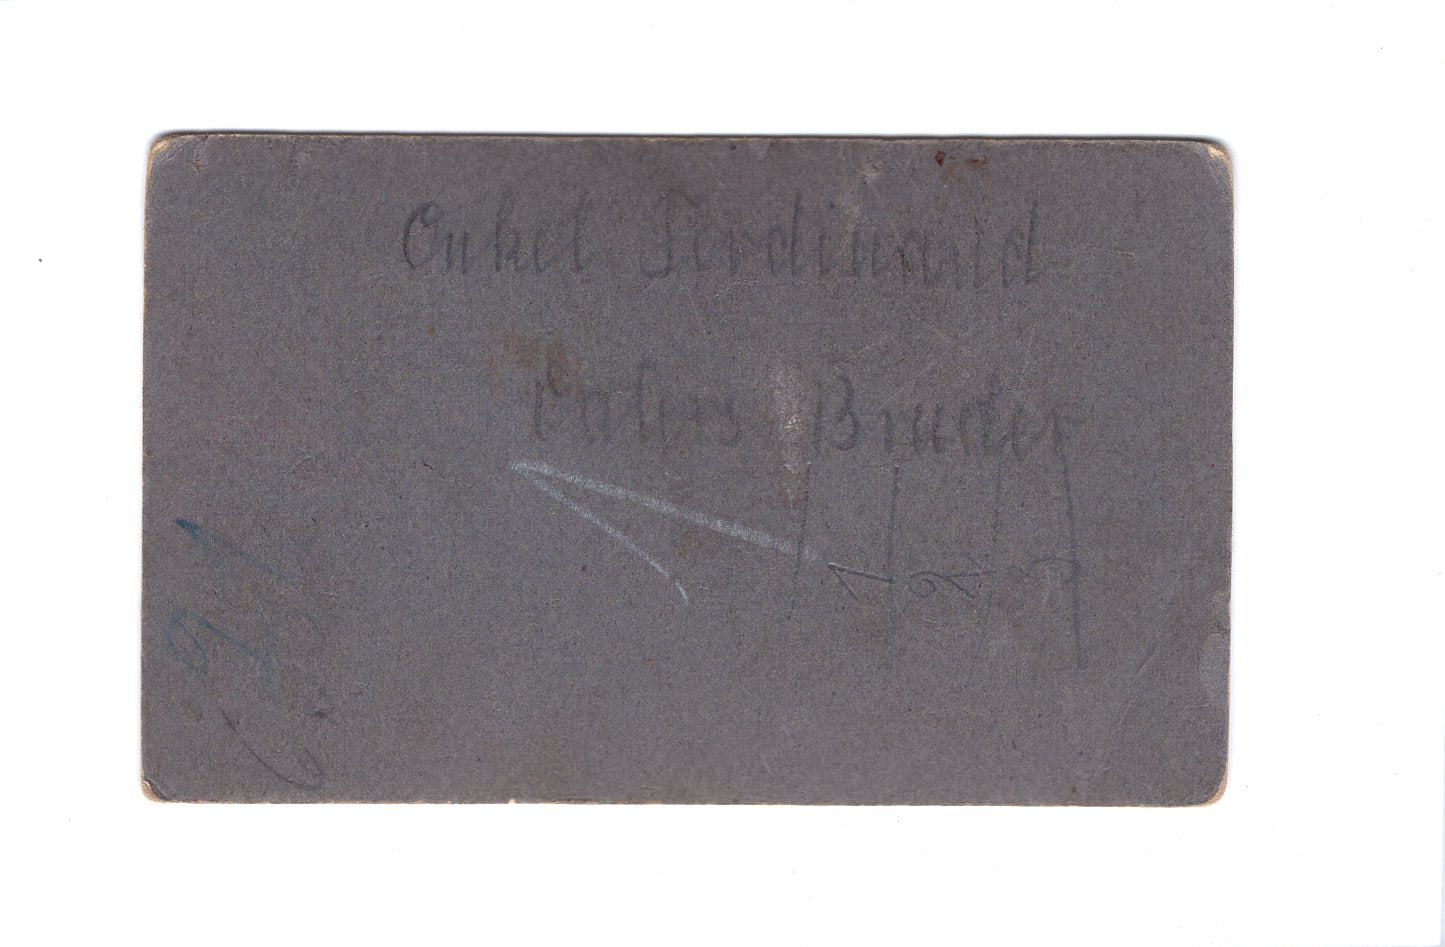 Onkel Ferdinand
Vaters Bruder